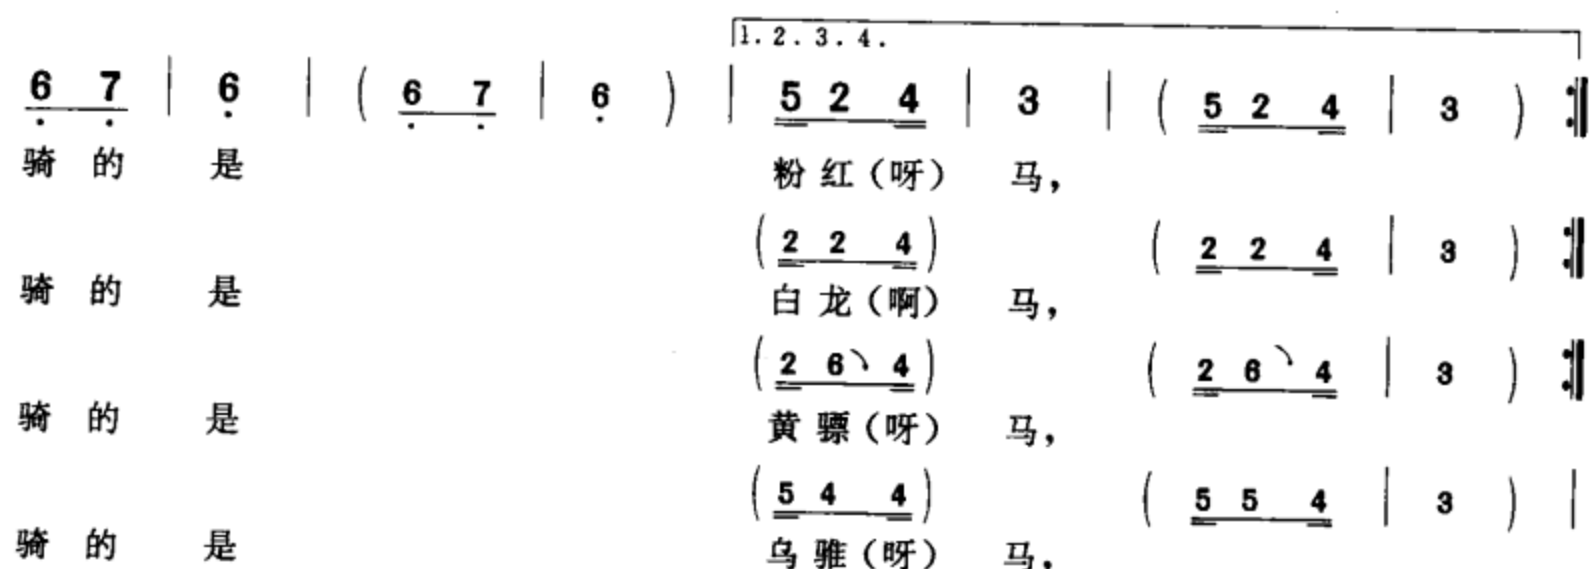 1. 2. 3. 4.
6 7 | 6 | ( 6 7 | 6 ) | 5 2 4 | 3 | ( 5 2 4 | 3 ) :‖
骑 的 是 粉 红（呀） 马，
( 2 2 4 ) ( 2 2 4 | 3 ) :‖
骑 的 是 白 龙（啊） 马，
( 2 6 4 ) ( 2 6 4 | 3 ) :‖
骑 的 是 黄 骠（呀） 马，
( 5 4 4 ) ( 5 5 4 | 3 ) |
骑 的 是 乌 骓（呀） 马，